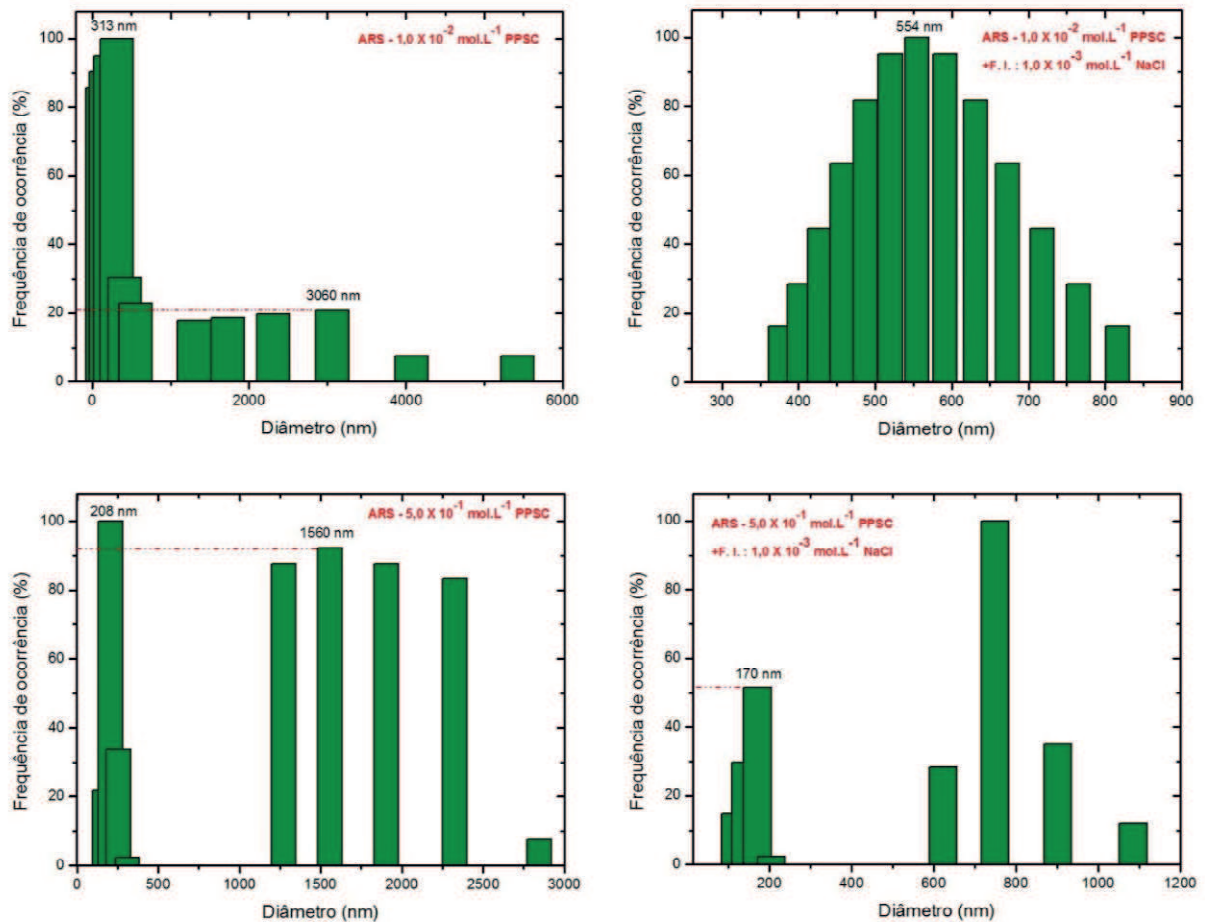 313 nm
ARS - 1,0 X 10⁻² mol.L⁻¹ PPSC
3060 nm
Frequência de ocorrência (%)
100
80
60
40
20
0
0 2000 4000 6000
Diâmetro (nm)
554 nm
ARS - 1,0 X 10⁻² mol.L⁻¹ PPSC
+F. I. : 1,0 X 10⁻³ mol.L⁻¹ NaCl
Frequência de ocorrência (%)
100
80
60
40
20
0
300 400 500 600 700 800 900
Diâmetro (nm)
208 nm
ARS - 5,0 X 10⁻¹ mol.L⁻¹ PPSC
1560 nm
Frequência de ocorrência (%)
100
80
60
40
20
0
0 500 1000 1500 2000 2500 3000
Diâmetro (nm)
ARS - 5,0 X 10⁻¹ mol.L⁻¹ PPSC
+F. I. : 1,0 X 10⁻³ mol.L⁻¹ NaCl
170 nm
Frequência de ocorrência (%)
100
80
60
40
20
0
200 400 600 800 1000 1200
Diâmetro (nm)